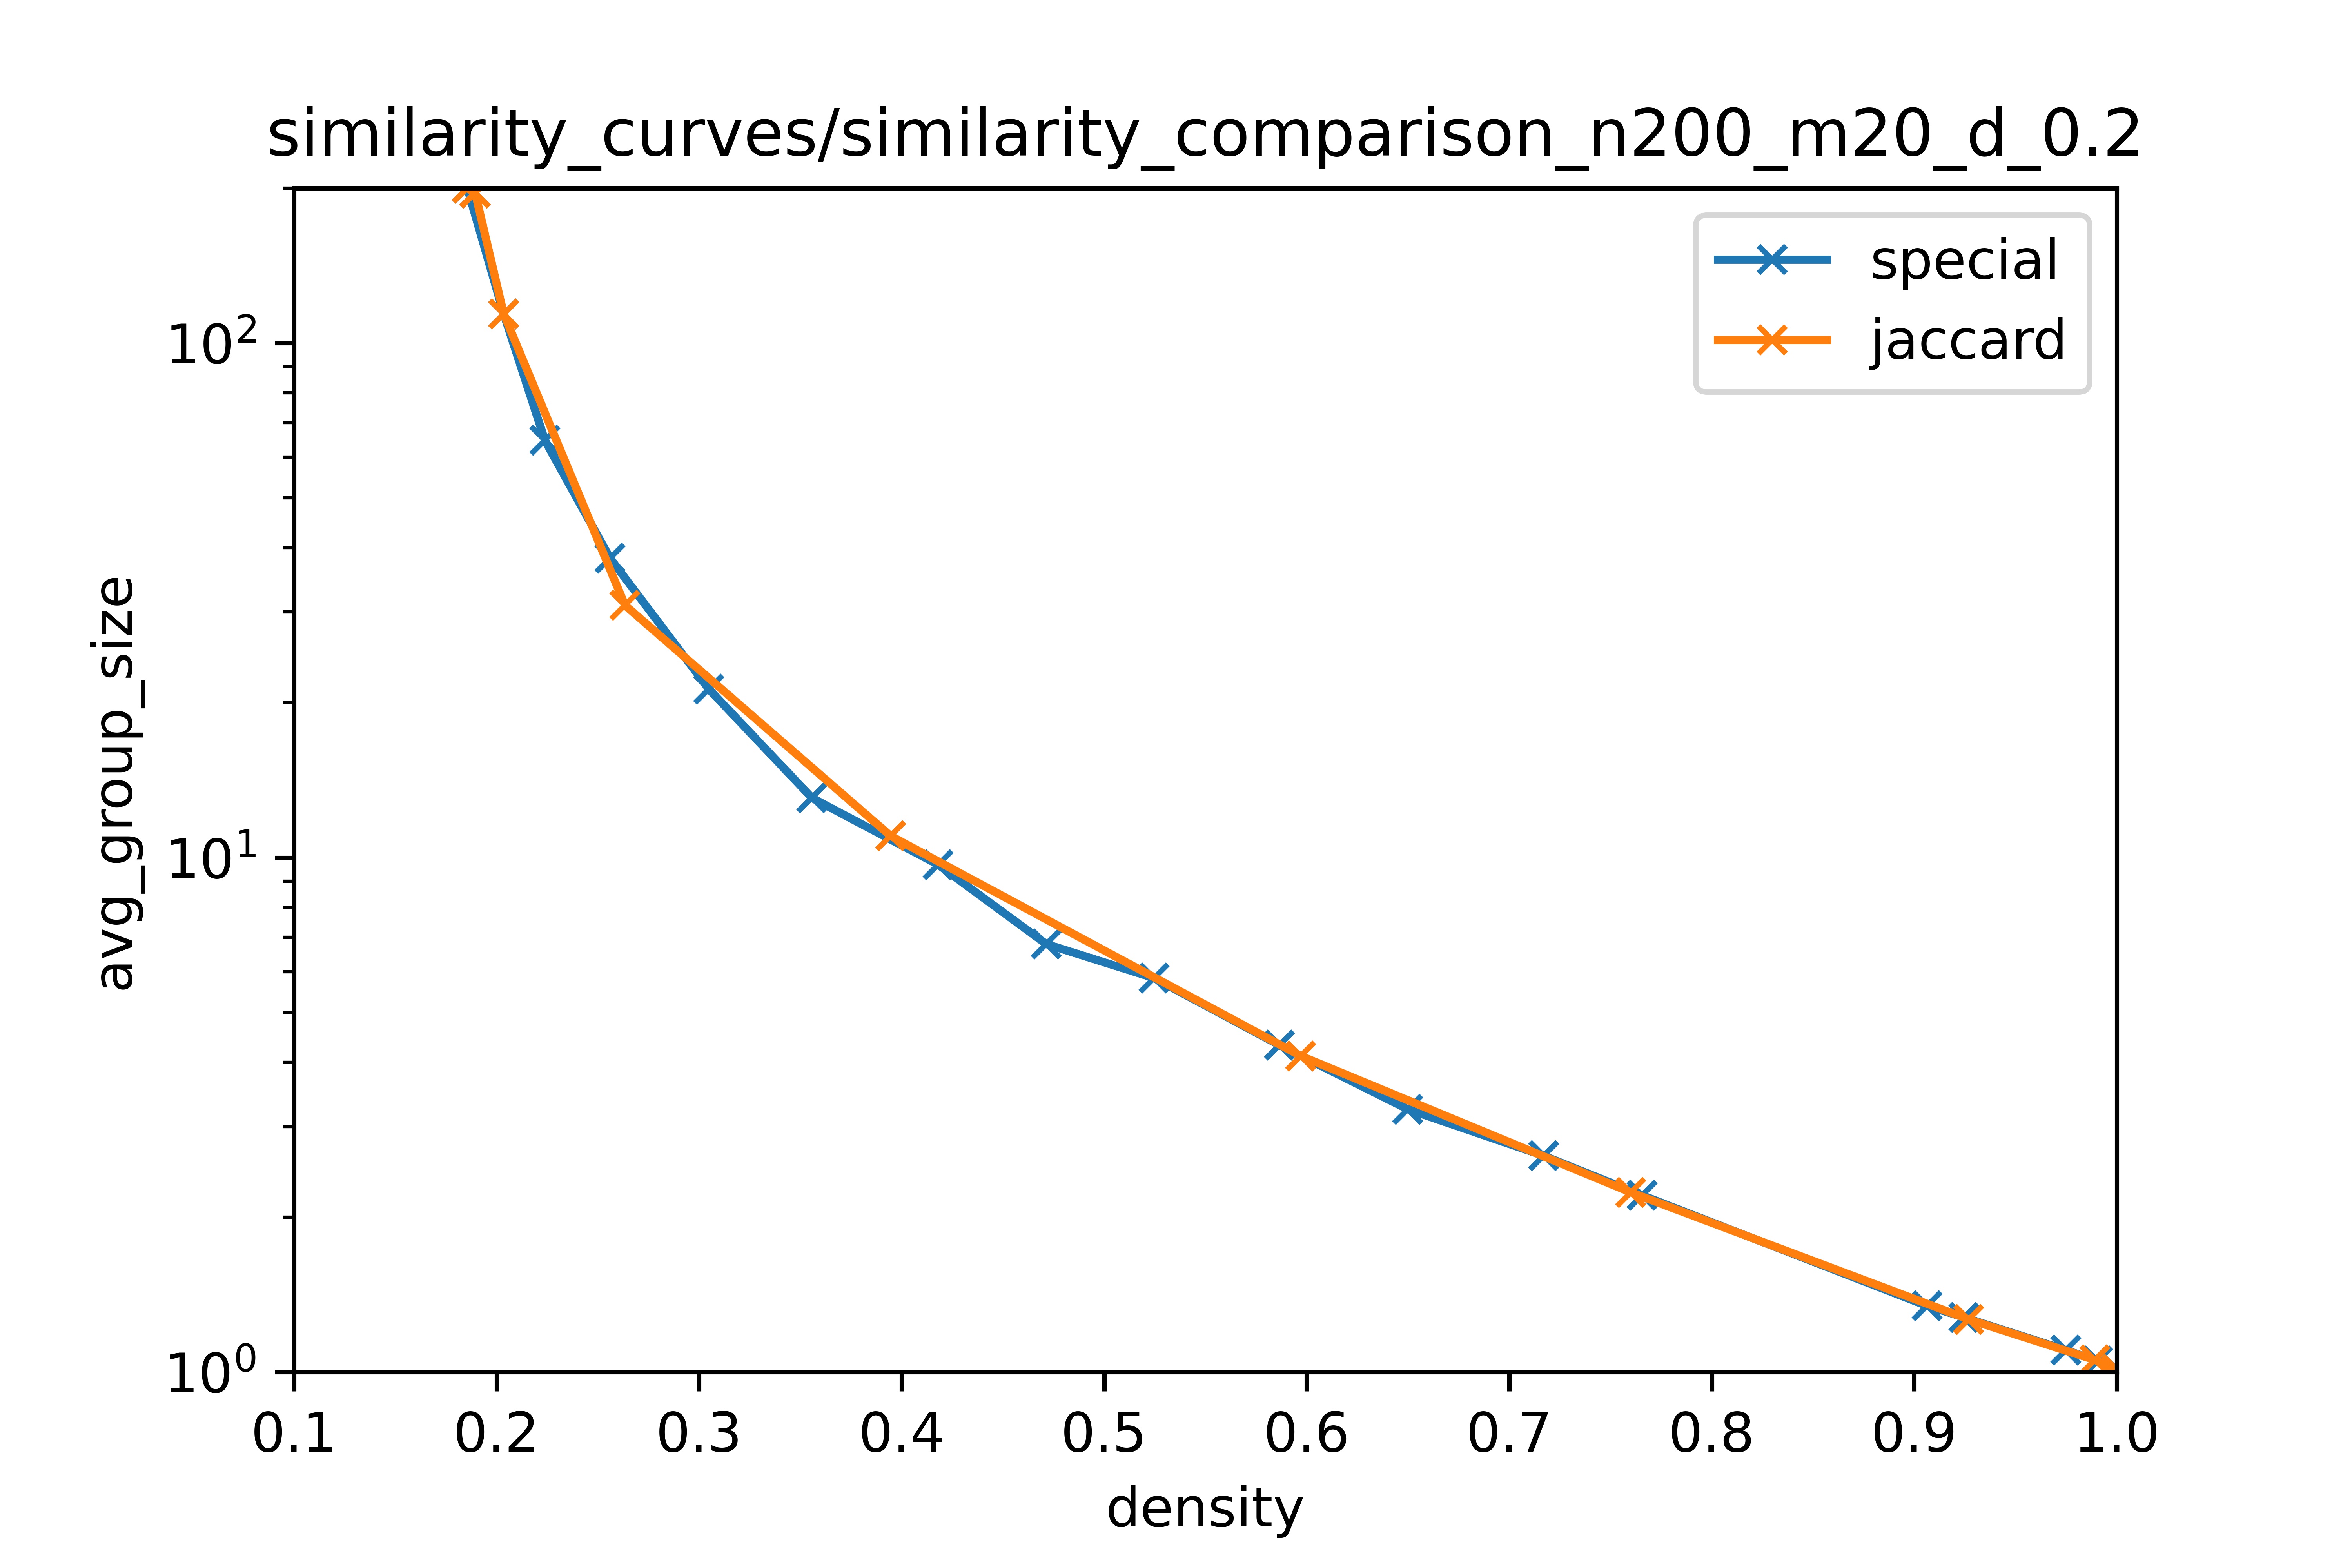 similarity_curves/similarity_comparison_n200_m20_d_0.2
special
jaccard
avg_group_size
10²
10¹
10⁰
0.1 0.2 0.3 0.4 0.5 0.6 0.7 0.8 0.9 1.0
density